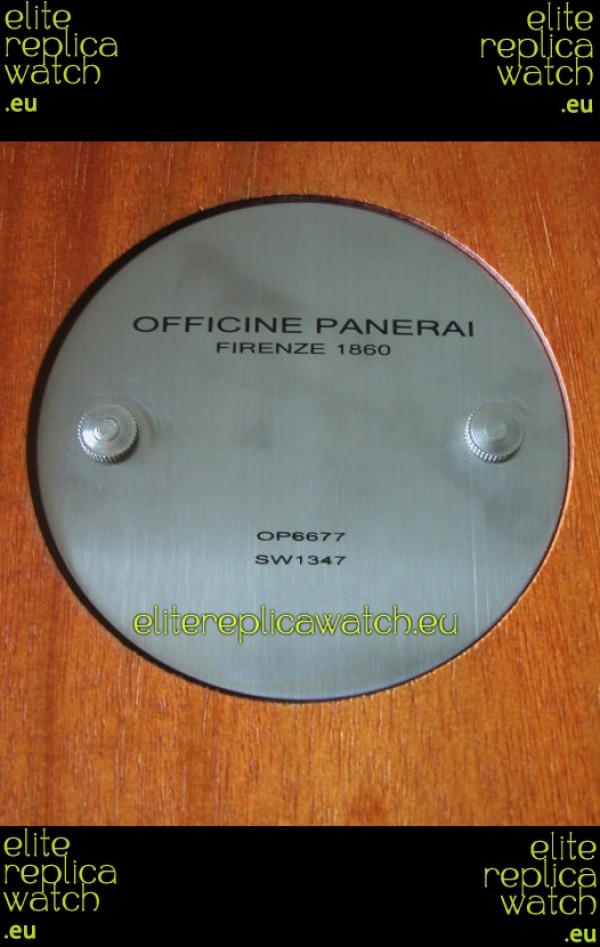 elite
replica
watch
.eu
elite
replica
watch
.eu
OFFICINE PANERAI
FIRENZE 1860
OP6677
SW1347
elitereplicawatch.eu
elite
replica
watch
.eu
elite
replica
watch
.eu